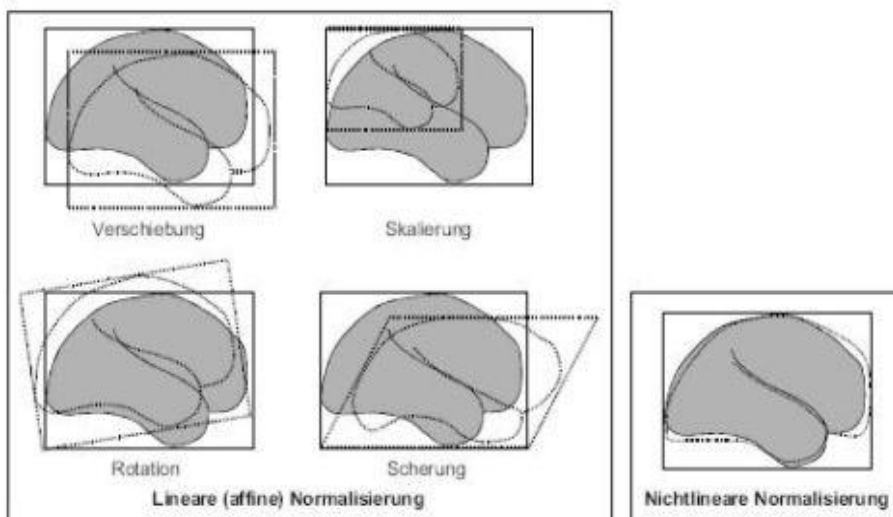 Verschiebung
Skalierung
Rotation
Scherung
Lineare (affine) Normalisierung
Nichtlineare Normalisierung